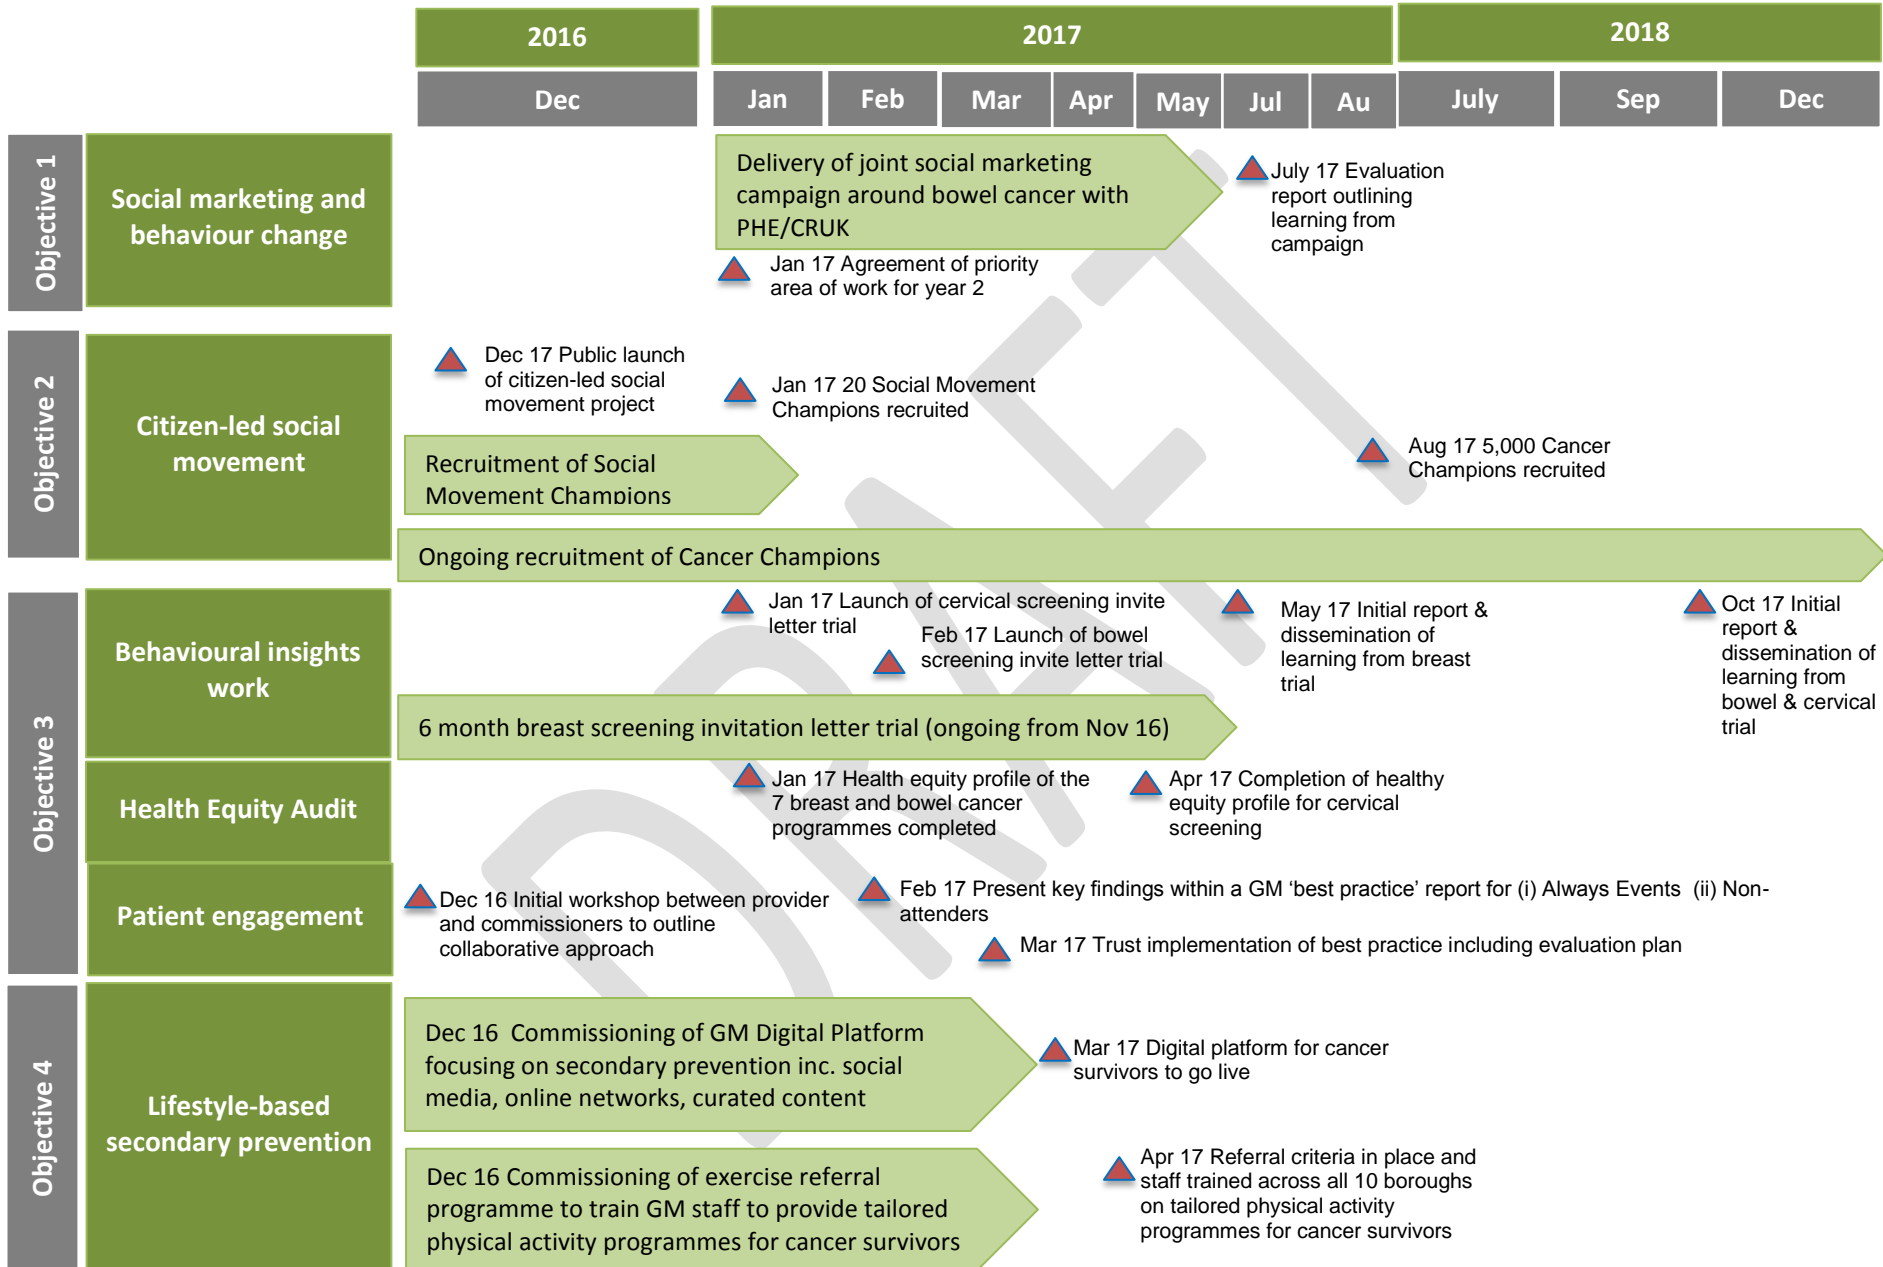 2016
2017
2018
Dec
Jan
Feb
Mar
Apr
May
Jul
Au
July
Sep
Dec
Objective 1
Social marketing and
behaviour change
Delivery of joint social marketing
campaign around bowel cancer with
PHE/CRUK
July 17 Evaluation
report outlining
learning from
campaign
Jan 17 Agreement of priority
area of work for year 2
Objective 2
Citizen-led social
movement
Dec 17 Public launch
of citizen-led social
movement project
Jan 17 20 Social Movement
Champions recruited
Aug 17 5,000 Cancer
Champions recruited
Recruitment of Social
Movement Champions
Ongoing recruitment of Cancer Champions
Objective 3
Behavioural insights
work
Jan 17 Launch of cervical screening invite
letter trial
Feb 17 Launch of bowel
screening invite letter trial
May 17 Initial report &
dissemination of
learning from breast
trial
Oct 17 Initial
report &
dissemination of
learning from
bowel & cervical
trial
6 month breast screening invitation letter trial (ongoing from Nov 16)
Health Equity Audit
Jan 17 Health equity profile of the
7 breast and bowel cancer
programmes completed
Apr 17 Completion of healthy
equity profile for cervical
screening
Patient engagement
Dec 16 Initial workshop between provider
and commissioners to outline
collaborative approach
Feb 17 Present key findings within a GM ‘best practice’ report for (i) Always Events (ii) Non-
attenders
Mar 17 Trust implementation of best practice including evaluation plan
Objective 4
Lifestyle-based
secondary prevention
Dec 16 Commissioning of GM Digital Platform
focusing on secondary prevention inc. social
media, online networks, curated content
Mar 17 Digital platform for cancer
survivors to go live
Dec 16 Commissioning of exercise referral
programme to train GM staff to provide tailored
physical activity programmes for cancer survivors
Apr 17 Referral criteria in place and
staff trained across all 10 boroughs
on tailored physical activity
programmes for cancer survivors
DRAFT